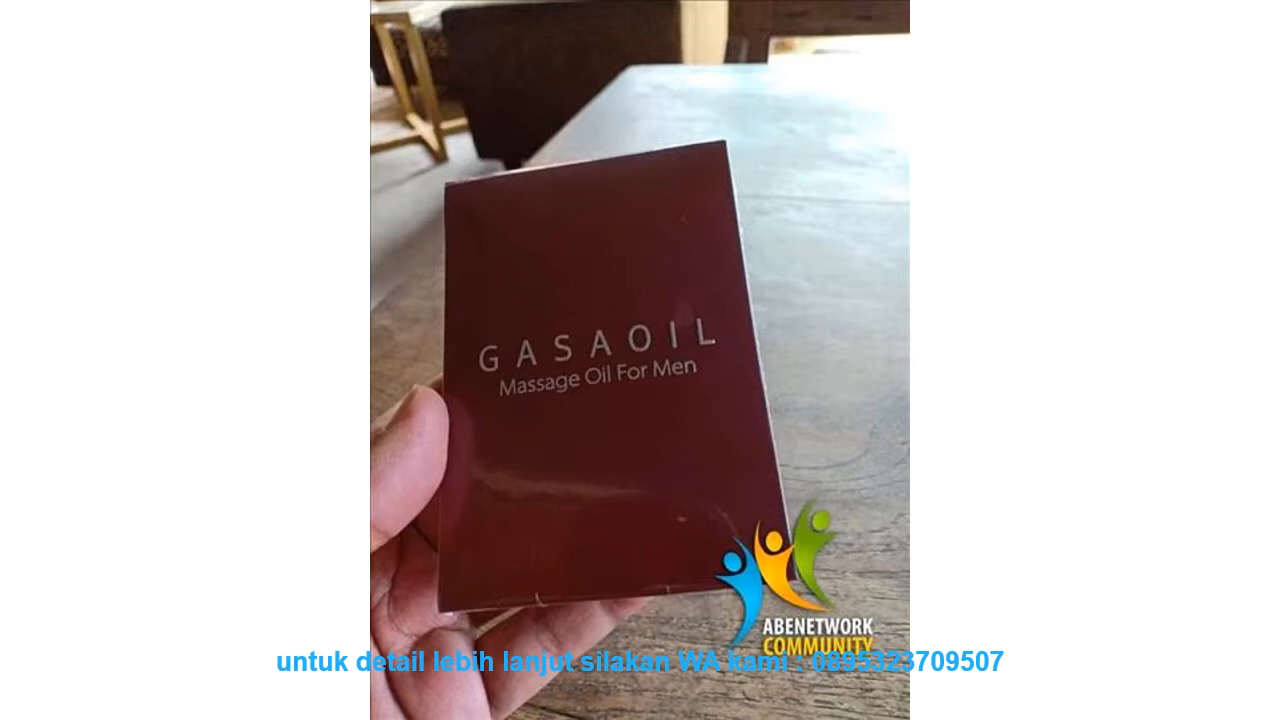 GASAOIL
Massage Oil For Men
ABENETWORK
COMMUNITY
untuk detail lebih lanjut silakan WA kami : 0895323709507